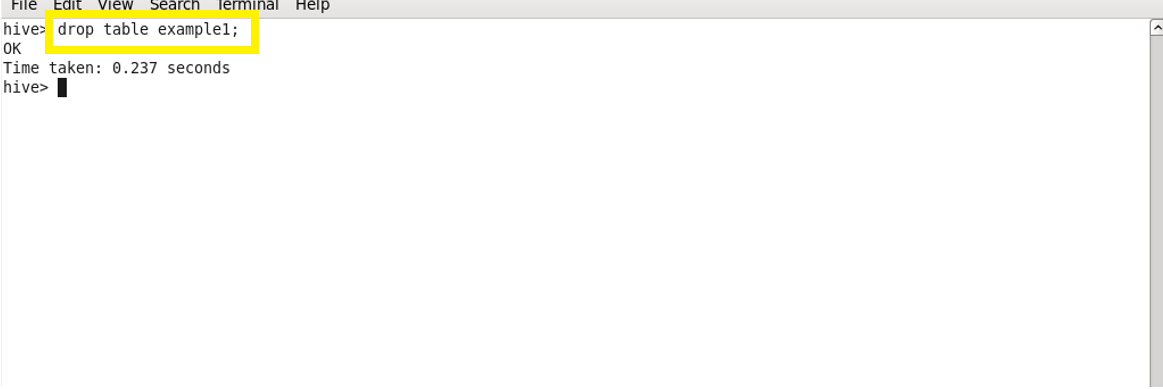 File Edit View Search Terminal Help
hive> drop table example1;
OK
Time taken: 0.237 seconds
hive>